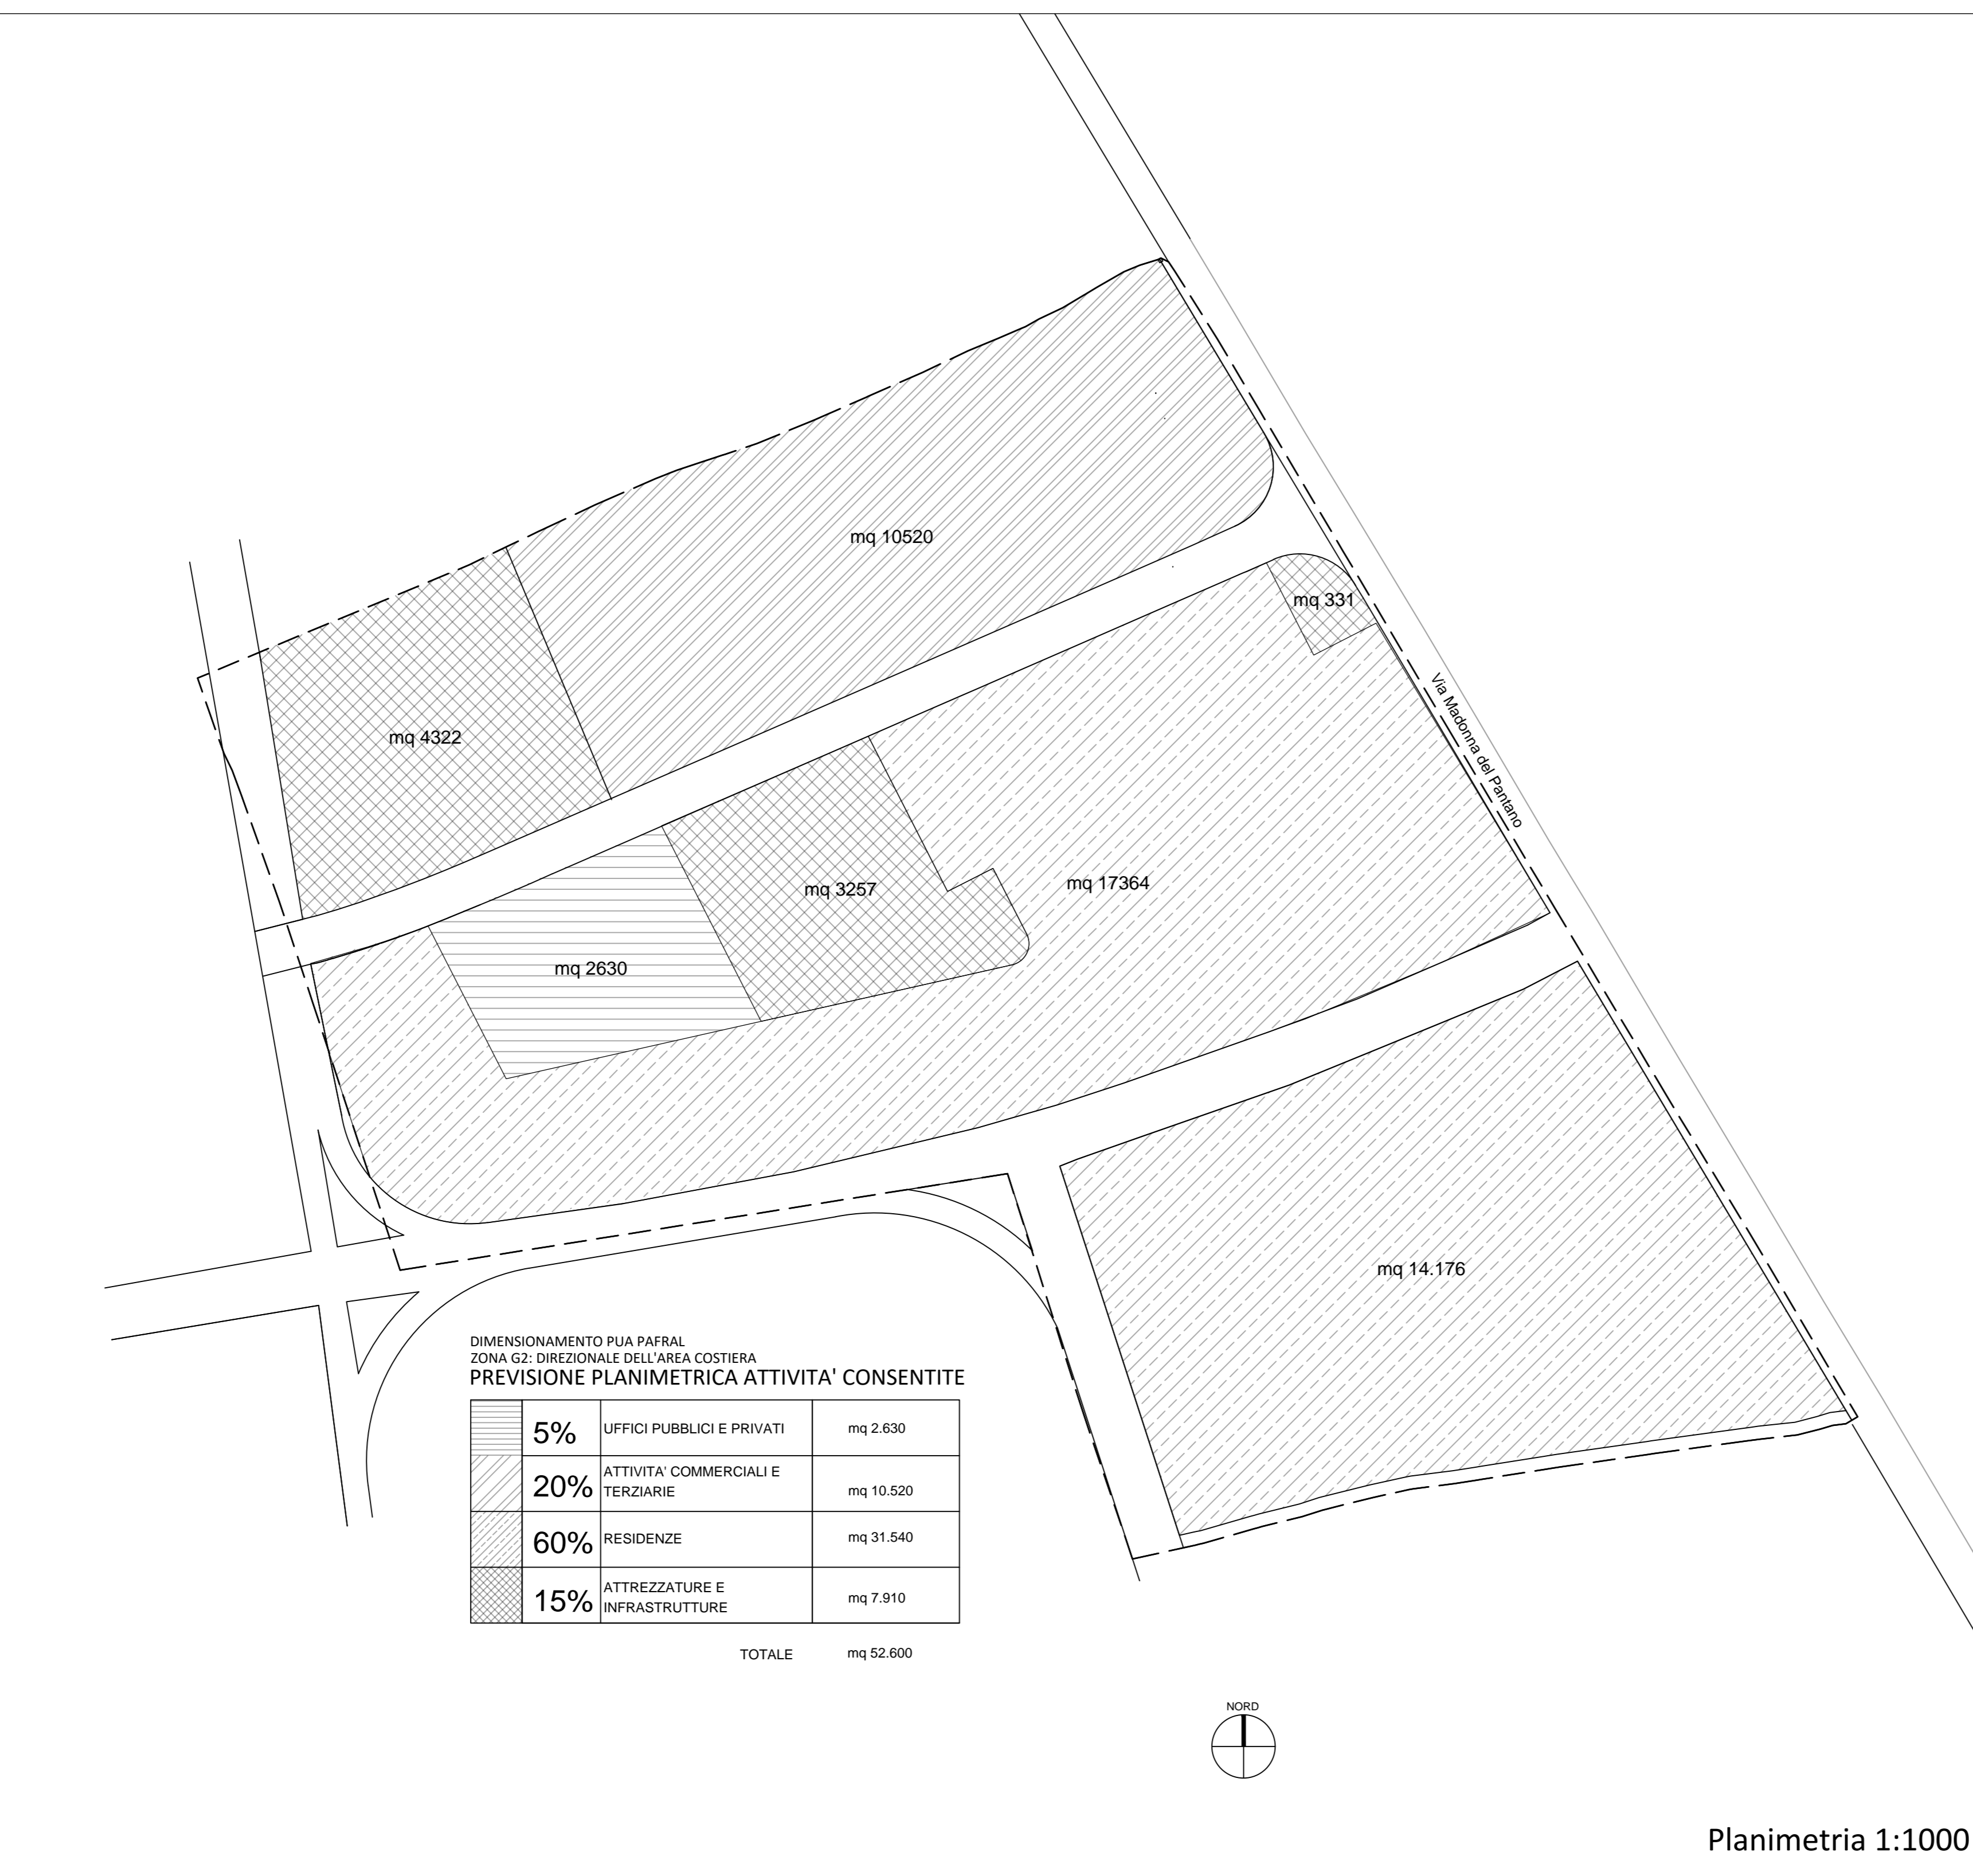 mq 10520
mq 331
Via Madonna del Pantano
mq 4322
mq 3257
mq 17364
mq 2630
mq 14.176
DIMENSIONAMENTO PUA PAFRAL
ZONA G2: DIREZIONALE DELL'AREA COSTIERA
PREVISIONE PLANIMETRICA ATTIVITA' CONSENTITE
5% UFFICI PUBBLICI E PRIVATI mq 2.630
20% ATTIVITA' COMMERCIALI E
TERZIARIE mq 10.520
60% RESIDENZE mq 31.540
15% ATTREZZATURE E
INFRASTRUTTURE mq 7.910
TOTALE mq 52.600
NORD
Planimetria 1:1000